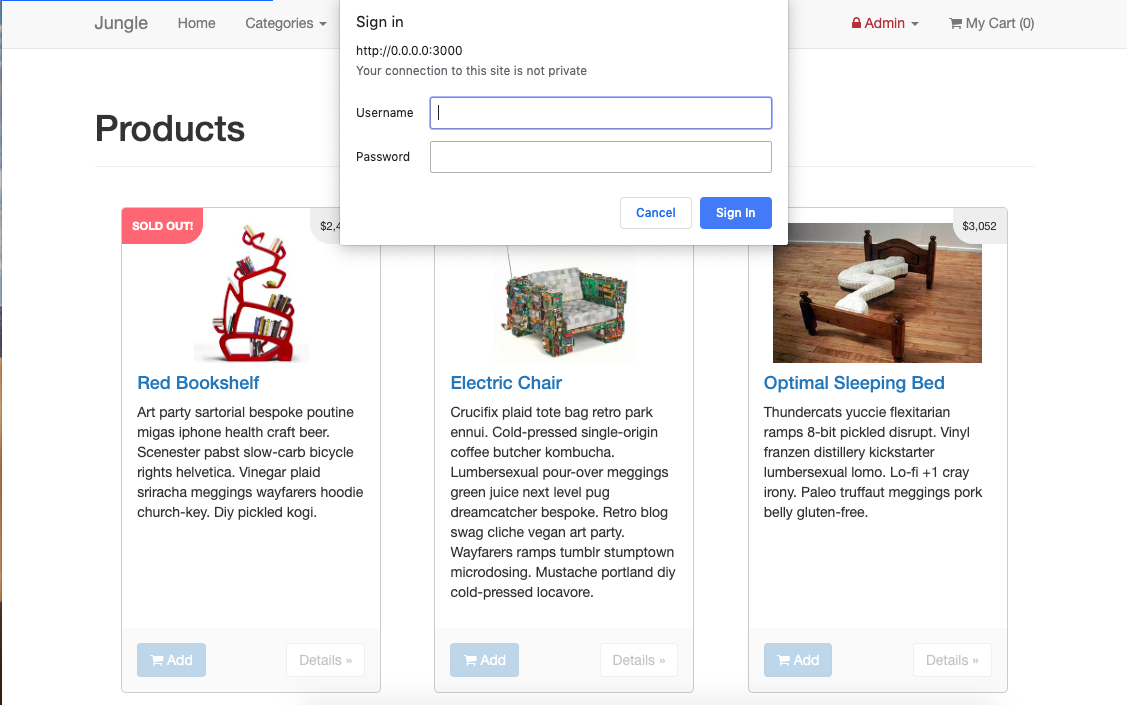 Jungle Home Categories Admin My Cart (0)
Sign in
http://0.0.0.0:3000
Your connection to this site is not private
Username
Password
Cancel Sign In
Products
SOLD OUT!
Red Bookshelf
Art party sartorial bespoke poutine
migas iphone health craft beer.
Scenester pabst slow-carb bicycle
rights helvetica. Vinegar plaid
sriracha meggings wayfarers hoodie
church-key. Diy pickled kogi.
Add Details »
Electric Chair
Crucifix plaid tote bag retro park
ennui. Cold-pressed single-origin
coffee butcher kombucha.
Lumbersexual pour-over meggings
green juice next level pug
dreamcatcher bespoke. Retro blog
swag cliche vegan art party.
Wayfarers ramps tumblr stumptown
microdosing. Mustache portland diy
cold-pressed locavore.
Add Details »
$3,052
Optimal Sleeping Bed
Thundercats yuccie flexitarian
ramps 8-bit pickled disrupt. Vinyl
franzen distillery kickstarter
lumbersexual lomo. Lo-fi +1 cray
irony. Paleo truffaut meggings pork
belly gluten-free.
Add Details »